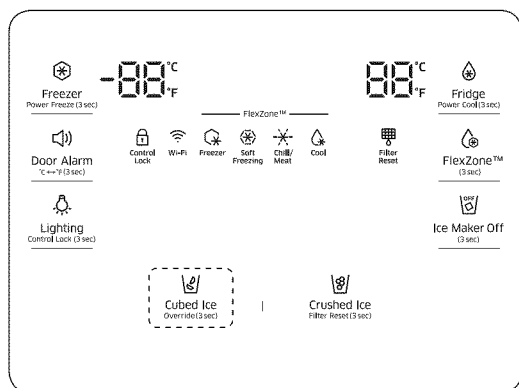 Freezer
Power Freeze (3 sec)
-88 °C
°F
88 °C
°F
Fridge
Power Cool (3 sec)
FlexZone™
Control
Lock
Wi-Fi
Freezer
Soft
Freezing
Chill/
Meat
Cool
Filter
Reset
Door Alarm
°C ↔ °F (3 sec)
FlexZone™
(3 sec)
Lighting
Control Lock (3 sec)
OFF
Ice Maker Off
(3 sec)
Cubed Ice
Override (3 sec)
Crushed Ice
Filter Reset (3 sec)